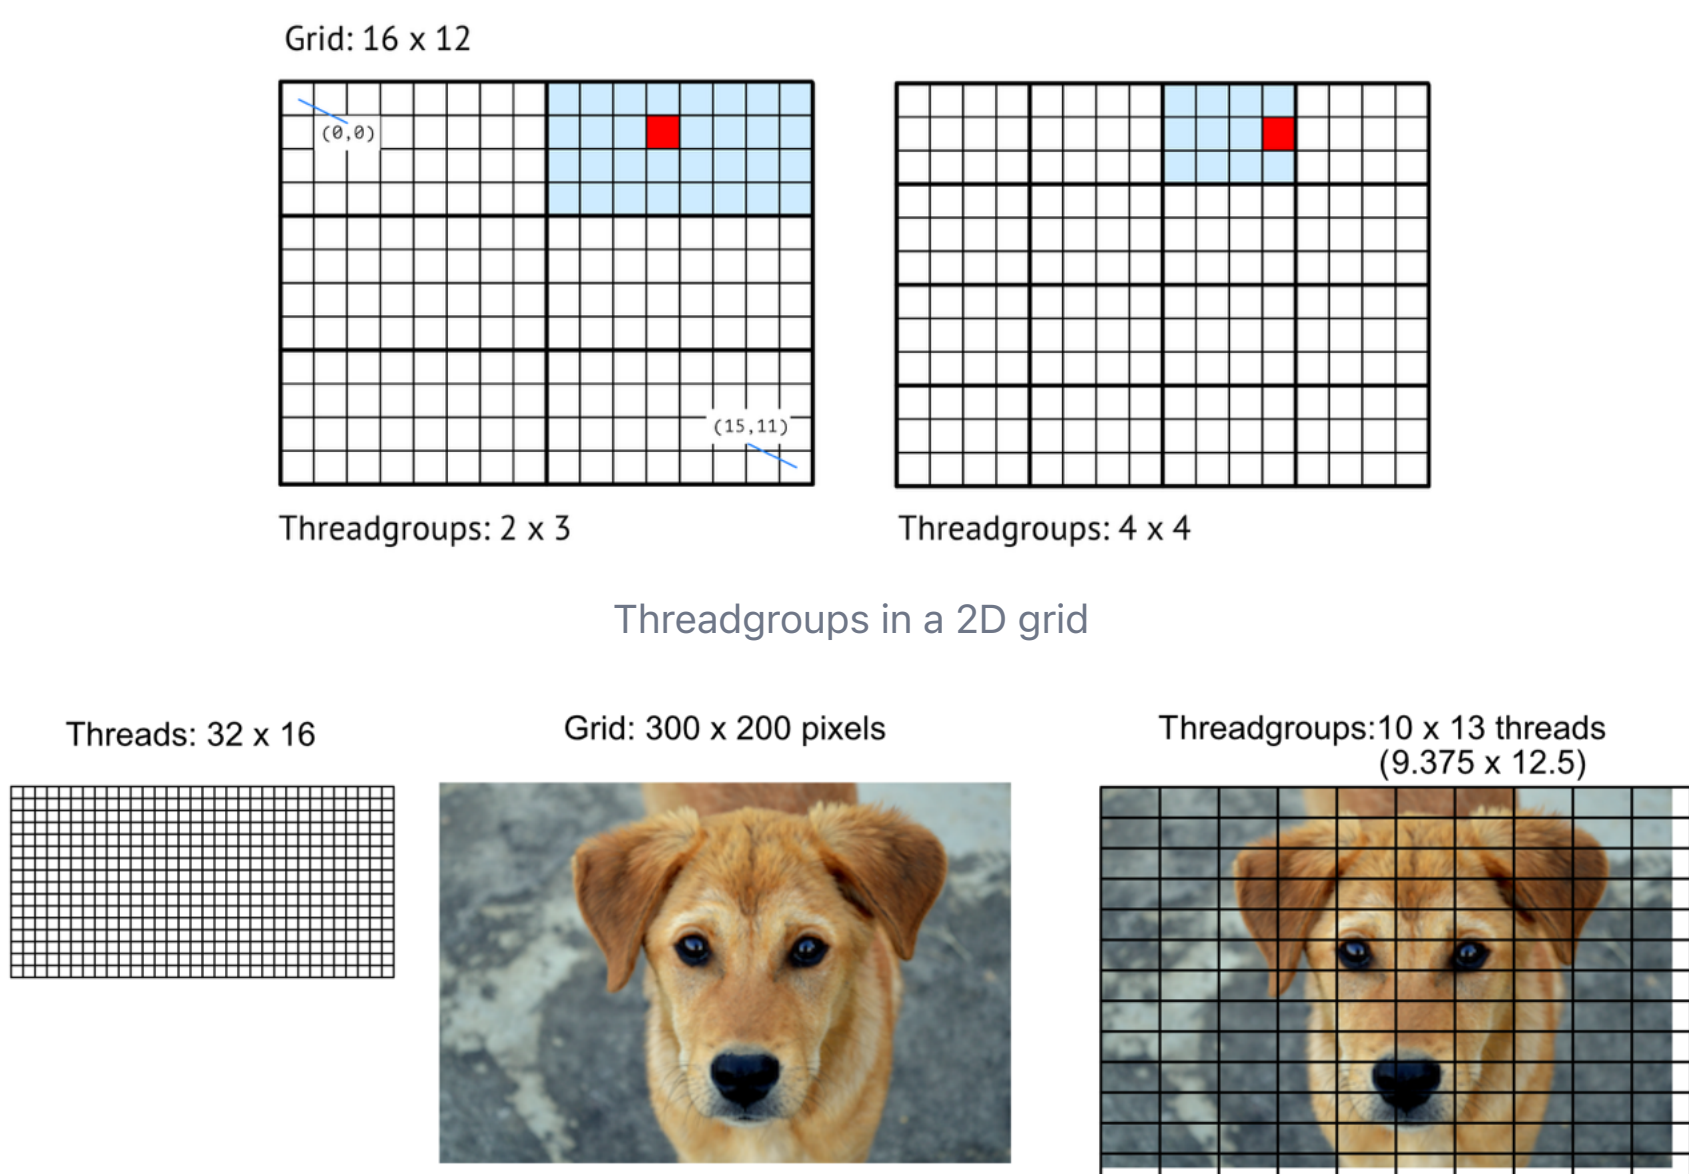 Grid: 16 x 12
(0,0)
(15,11)
Threadgroups: 2 x 3
Threadgroups: 4 x 4
Threadgroups in a 2D grid
Threads: 32 x 16
Grid: 300 x 200 pixels
Threadgroups:10 x 13 threads
(9.375 x 12.5)